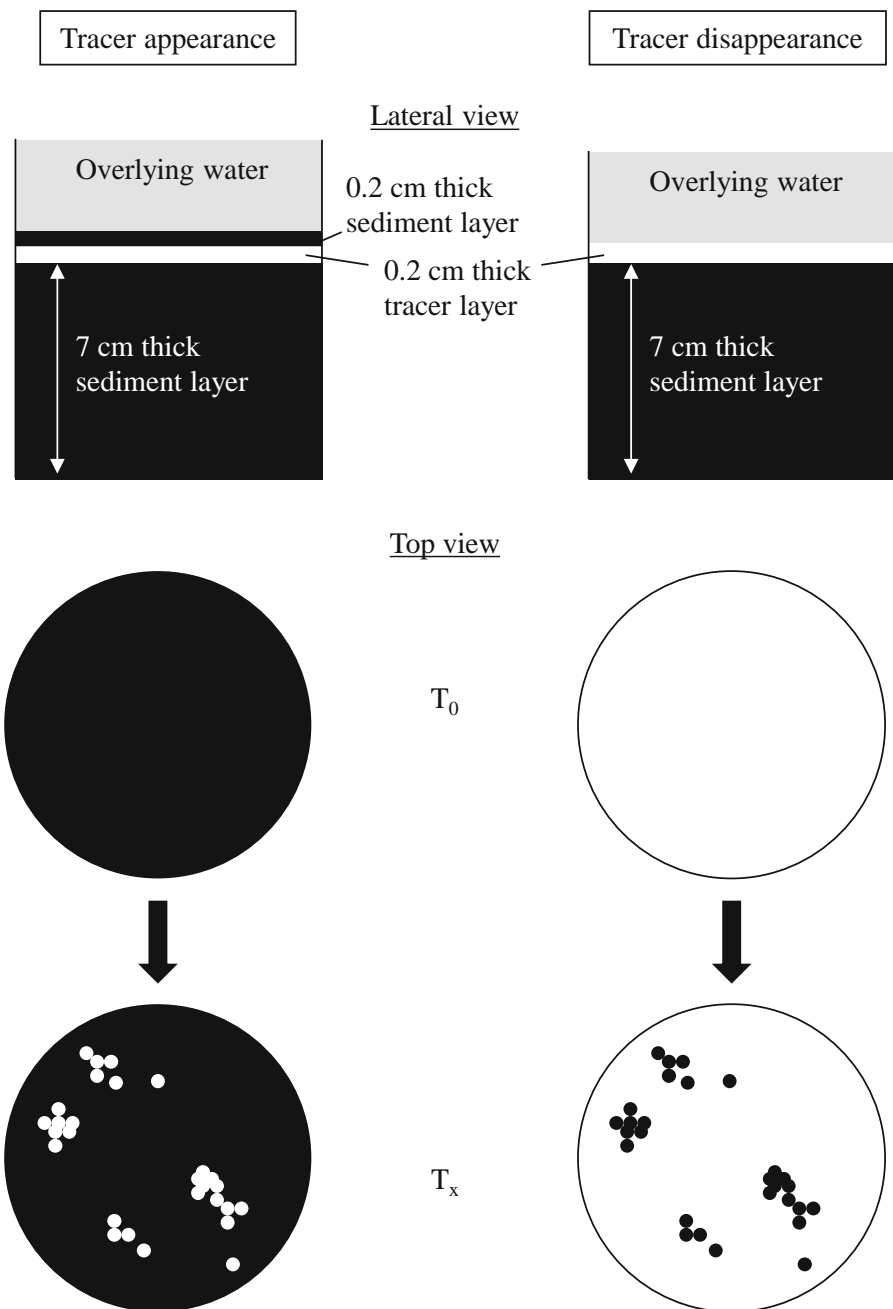 Tracer appearance
Tracer disappearance
Lateral view
Overlying water
0.2 cm thick
sediment layer
Overlying water
0.2 cm thick
tracer layer
7 cm thick
sediment layer
7 cm thick
sediment layer
Top view
T₀
Tₓ